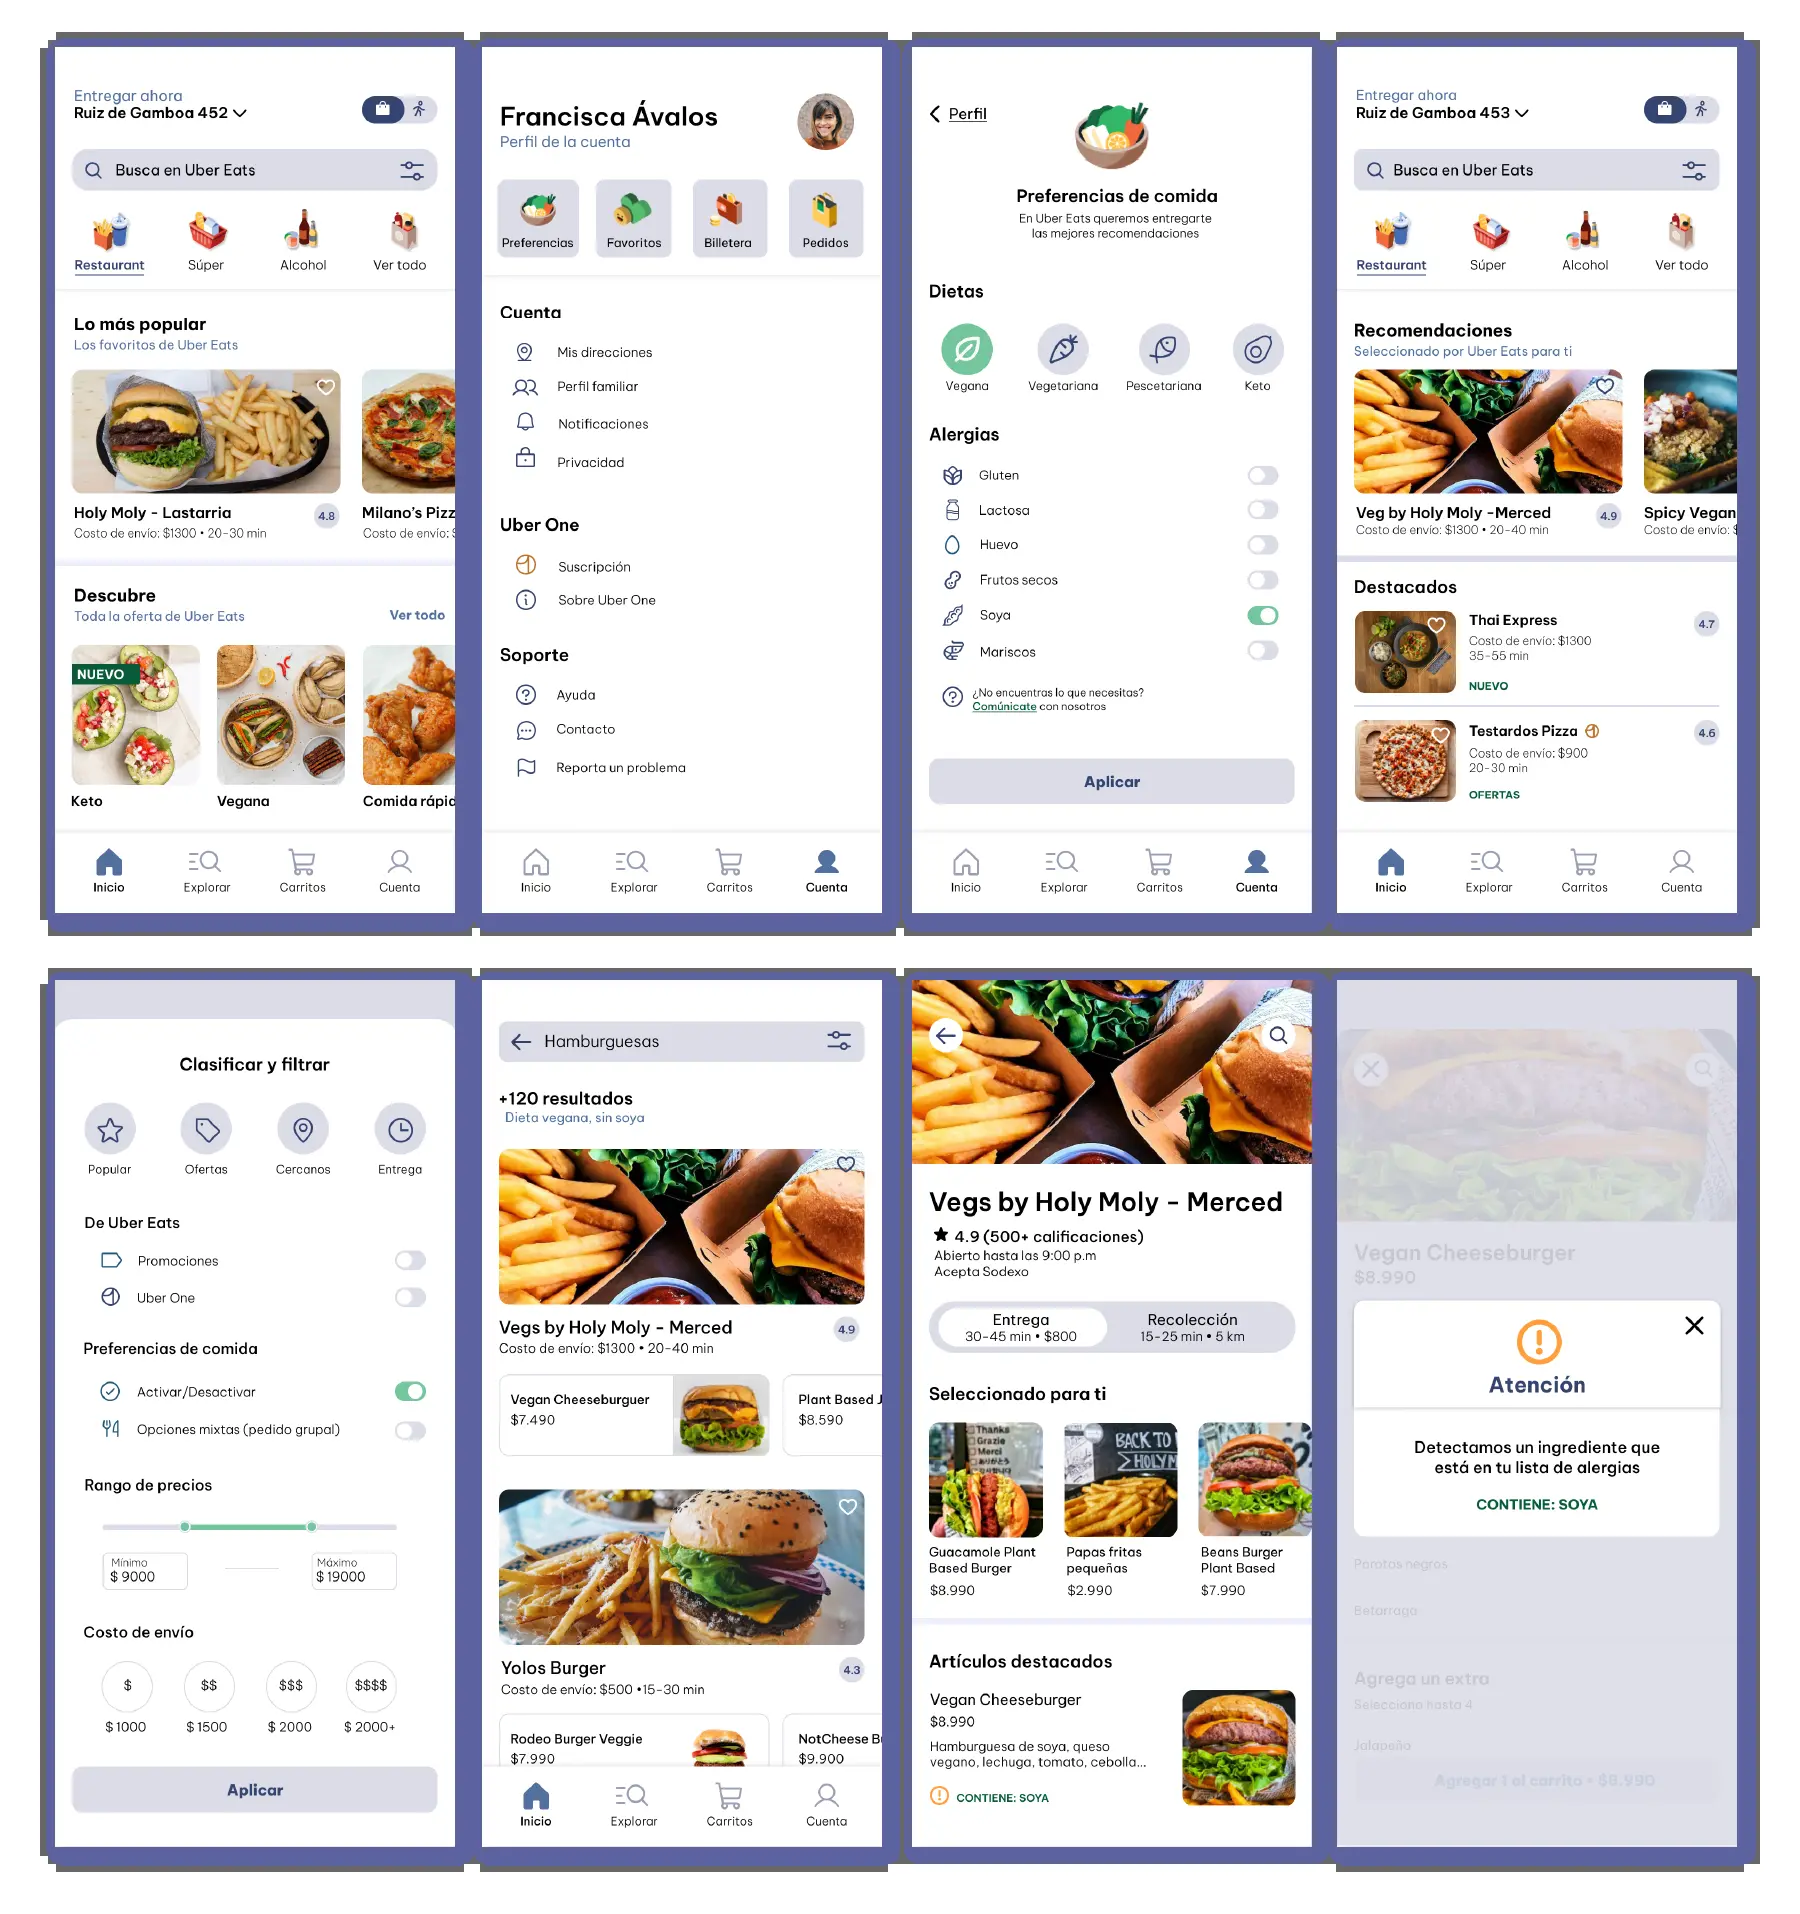 Entregar ahora
Ruiz de Gamboa 452
Busca en Uber Eats
Restaurant
Súper
Alcohol
Ver todo
Lo más popular
Los favoritos de Uber Eats
Holy Moly - Lastarria
4.8
Costo de envío: $1300 • 20-30 min
Milano's Pizz
Costo de envío: $
Descubre
Toda la oferta de Uber Eats
Ver todo
NUEVO
Keto
Vegana
Comida rápid
Inicio
Explorar
Carritos
Cuenta
Francisca Ávalos
Perfil de la cuenta
Preferencias
Favoritos
Billetera
Pedidos
Cuenta
Mis direcciones
Perfil familiar
Notificaciones
Privacidad
Uber One
Suscripción
Sobre Uber One
Soporte
Ayuda
Contacto
Reporta un problema
Inicio
Explorar
Carritos
Cuenta
Perfil
Preferencias de comida
En Uber Eats queremos entregarte
las mejores recomendaciones
Dietas
Vegana
Vegetariana
Pescetariana
Keto
Alergias
Gluten
Lactosa
Huevo
Frutos secos
Soya
Mariscos
¿No encuentras lo que necesitas?
Comúnicate con nosotros
Aplicar
Inicio
Explorar
Carritos
Cuenta
Entregar ahora
Ruiz de Gamboa 453
Busca en Uber Eats
Restaurant
Súper
Alcohol
Ver todo
Recomendaciones
Seleccionado por Uber Eats para ti
Veg by Holy Moly -Merced
4.9
Costo de envío: $1300 • 20-40 min
Spicy Vegan
Costo de envío: $
Destacados
Thai Express
4.7
Costo de envío: $1300
35-55 min
NUEVO
Testardos Pizza
4.6
Costo de envío: $900
20-30 min
OFERTAS
Inicio
Explorar
Carritos
Cuenta
Clasificar y filtrar
Popular
Ofertas
Cercanos
Entrega
De Uber Eats
Promociones
Uber One
Preferencias de comida
Activar/Desactivar
Opciones mixtas (pedido grupal)
Rango de precios
Mínimo
$ 9000
Máximo
$ 19000
Costo de envío
$
$$
$$$
$$$$
$ 1000
$ 1500
$ 2000
$ 2000+
Aplicar
Hamburguesas
+120 resultados
Dieta vegana, sin soya
Vegs by Holy Moly - Merced
4.9
Costo de envío: $1300 • 20-40 min
Vegan Cheeseburguer
$7.490
Plant Based J
$8.590
Yolos Burger
4.3
Costo de envío: $500 •15-30 min
Rodeo Burger Veggie
$7.990
NotCheese B
$9.900
Inicio
Explorar
Carritos
Cuenta
Vegs by Holy Moly - Merced
4.9 (500+ calificaciones)
Abierto hasta las 9:00 p.m
Acepta Sodexo
Entrega
30-45 min • $800
Recolección
15-25 min • 5 km
Seleccionado para ti
Thanks
Grazie
Merci
ありがとう
BACK TO
HOLY M
Guacamole Plant
Based Burger
$8.990
Papas fritas
pequeñas
$2.990
Beans Burger
Plant Based
$7.990
Artículos destacados
Vegan Cheeseburger
$8.990
Hamburguesa de soya, queso
vegano, lechuga, tomato, cebolla...
CONTIENE: SOYA
Vegan Cheeseburger
$8.990
Atención
Detectamos un ingrediente que
está en tu lista de alergias
CONTIENE: SOYA
Porotos negros
Betarraga
Agrega un extra
Selecciona hasta 4
Jalapeño
Agregar 1 al carrito • $8.990